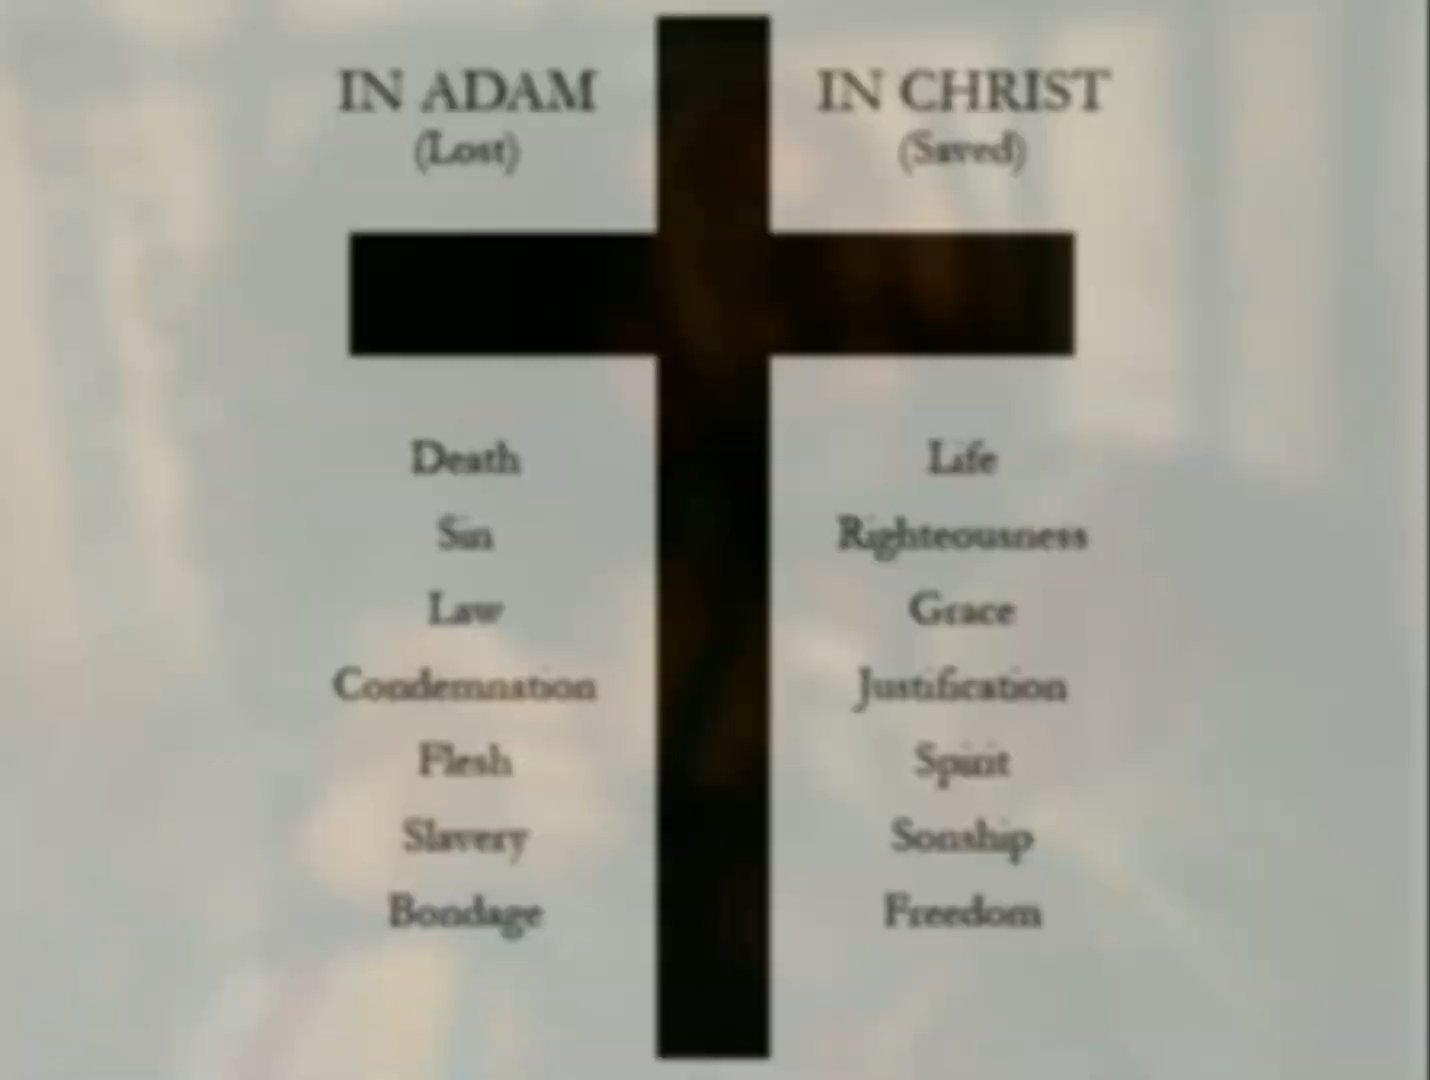 IN ADAM
(Lost)
Death
Sin
Law
Condemnation
Flesh
Slavery
Bondage
IN CHRIST
(Saved)
Life
Righteousness
Grace
Justification
Spirit
Sonship
Freedom